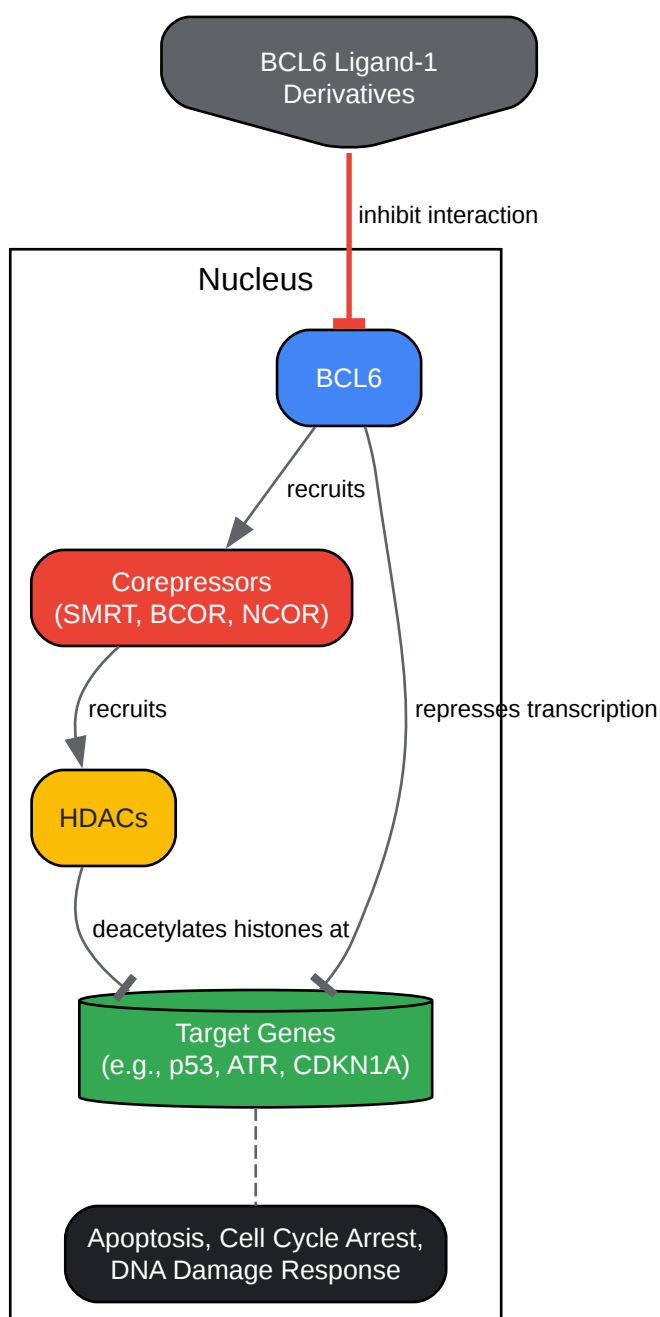 BCL6 Ligand-1
Derivatives
inhibit interaction
Nucleus
BCL6
recruits
Corepressors
(SMRT, BCOR, NCOR)
recruits
represses transcription
HDACs
deacetylates histones at
Target Genes
(e.g., p53, ATR, CDKN1A)
Apoptosis, Cell Cycle Arrest,
DNA Damage Response